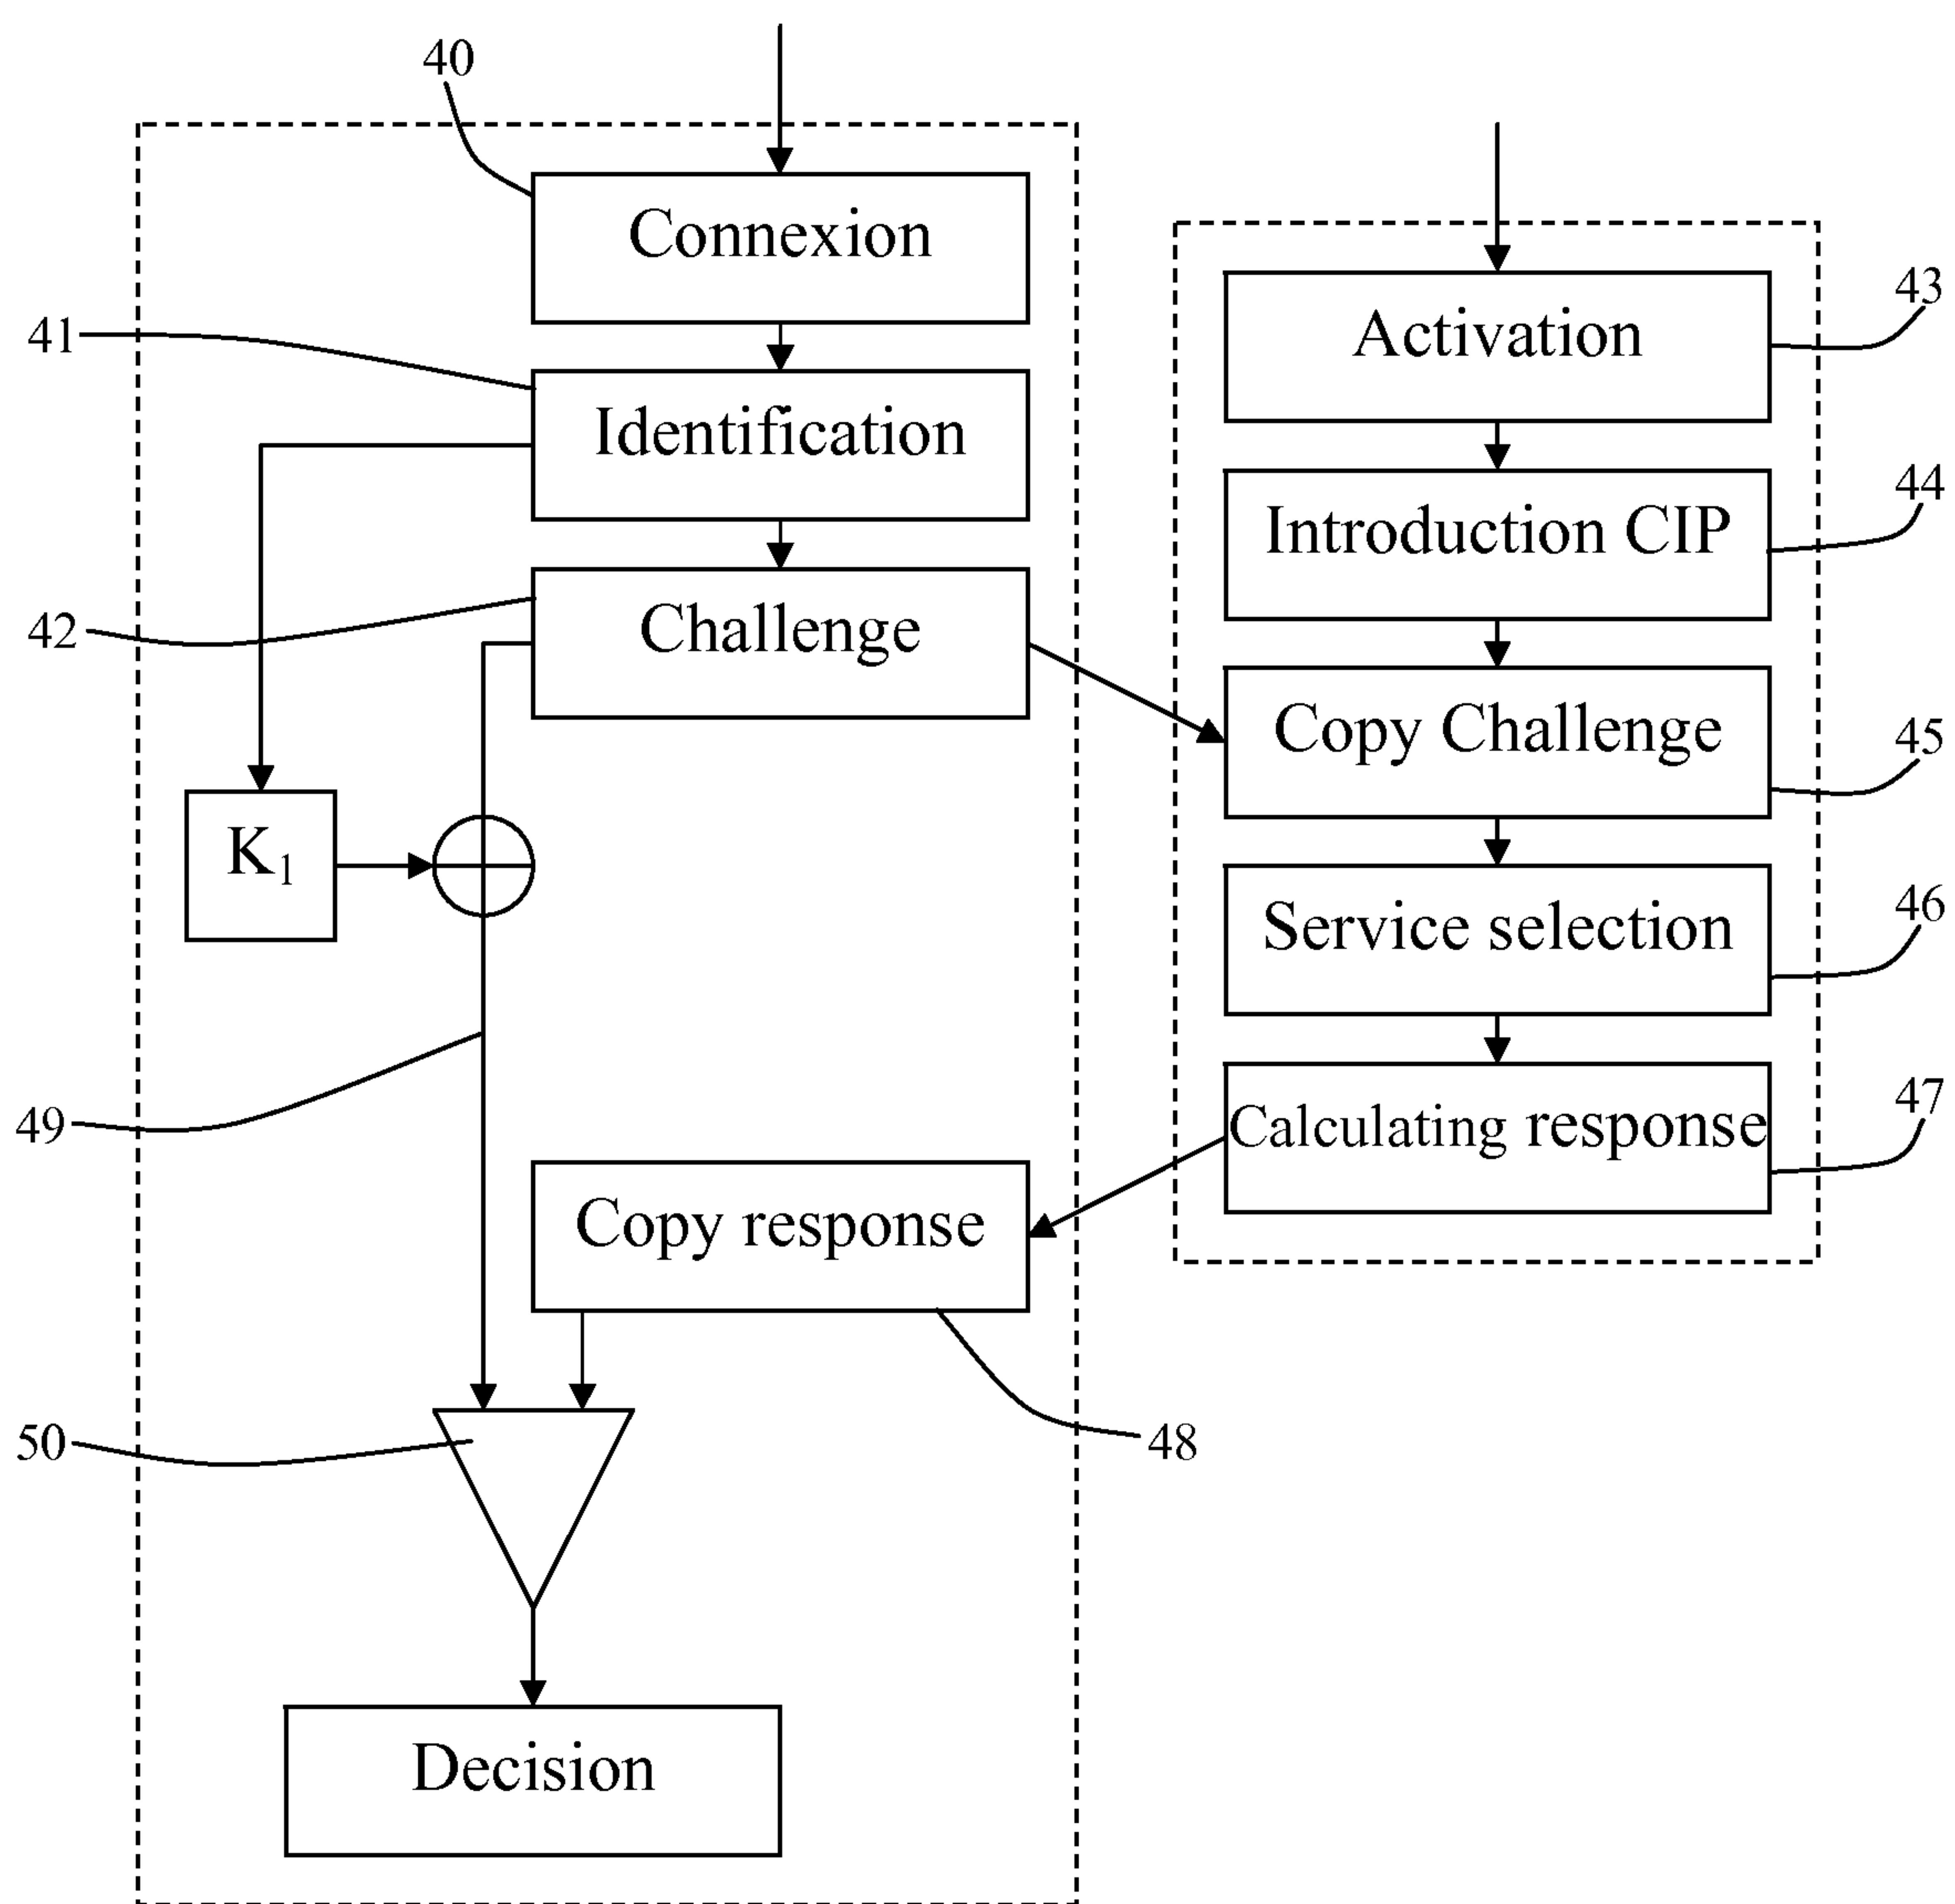 40
Connexion
43
Activation
41
Identification
44
Introduction CIP
42
Challenge
45
Copy Challenge
K1
46
Service selection
47
Calculating response
49
Copy response
48
50
Decision